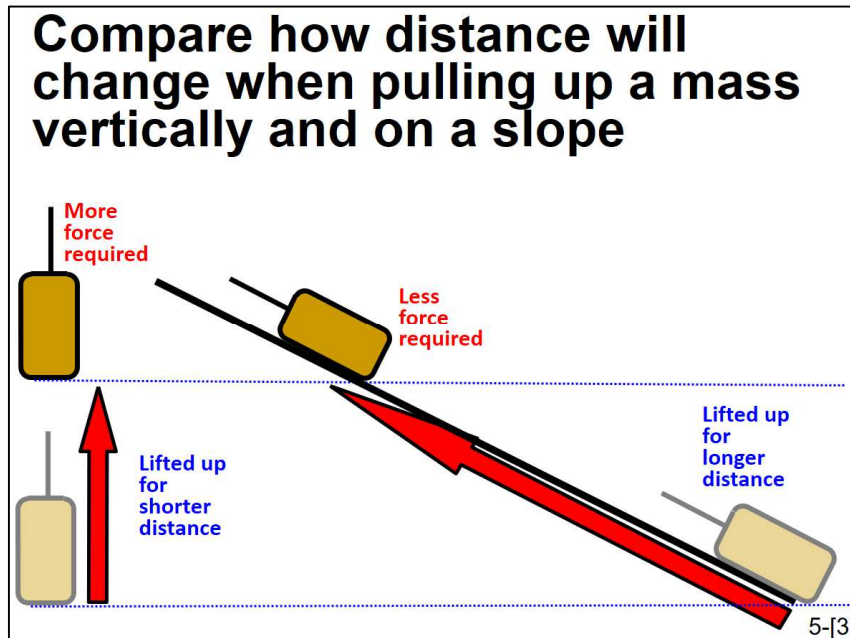 Compare how distance will
change when pulling up a mass
vertically and on a slope
More
force
required
Less
force
required
Lifted up
for
shorter
distance
Lifted up
for
longer
distance
5-[3